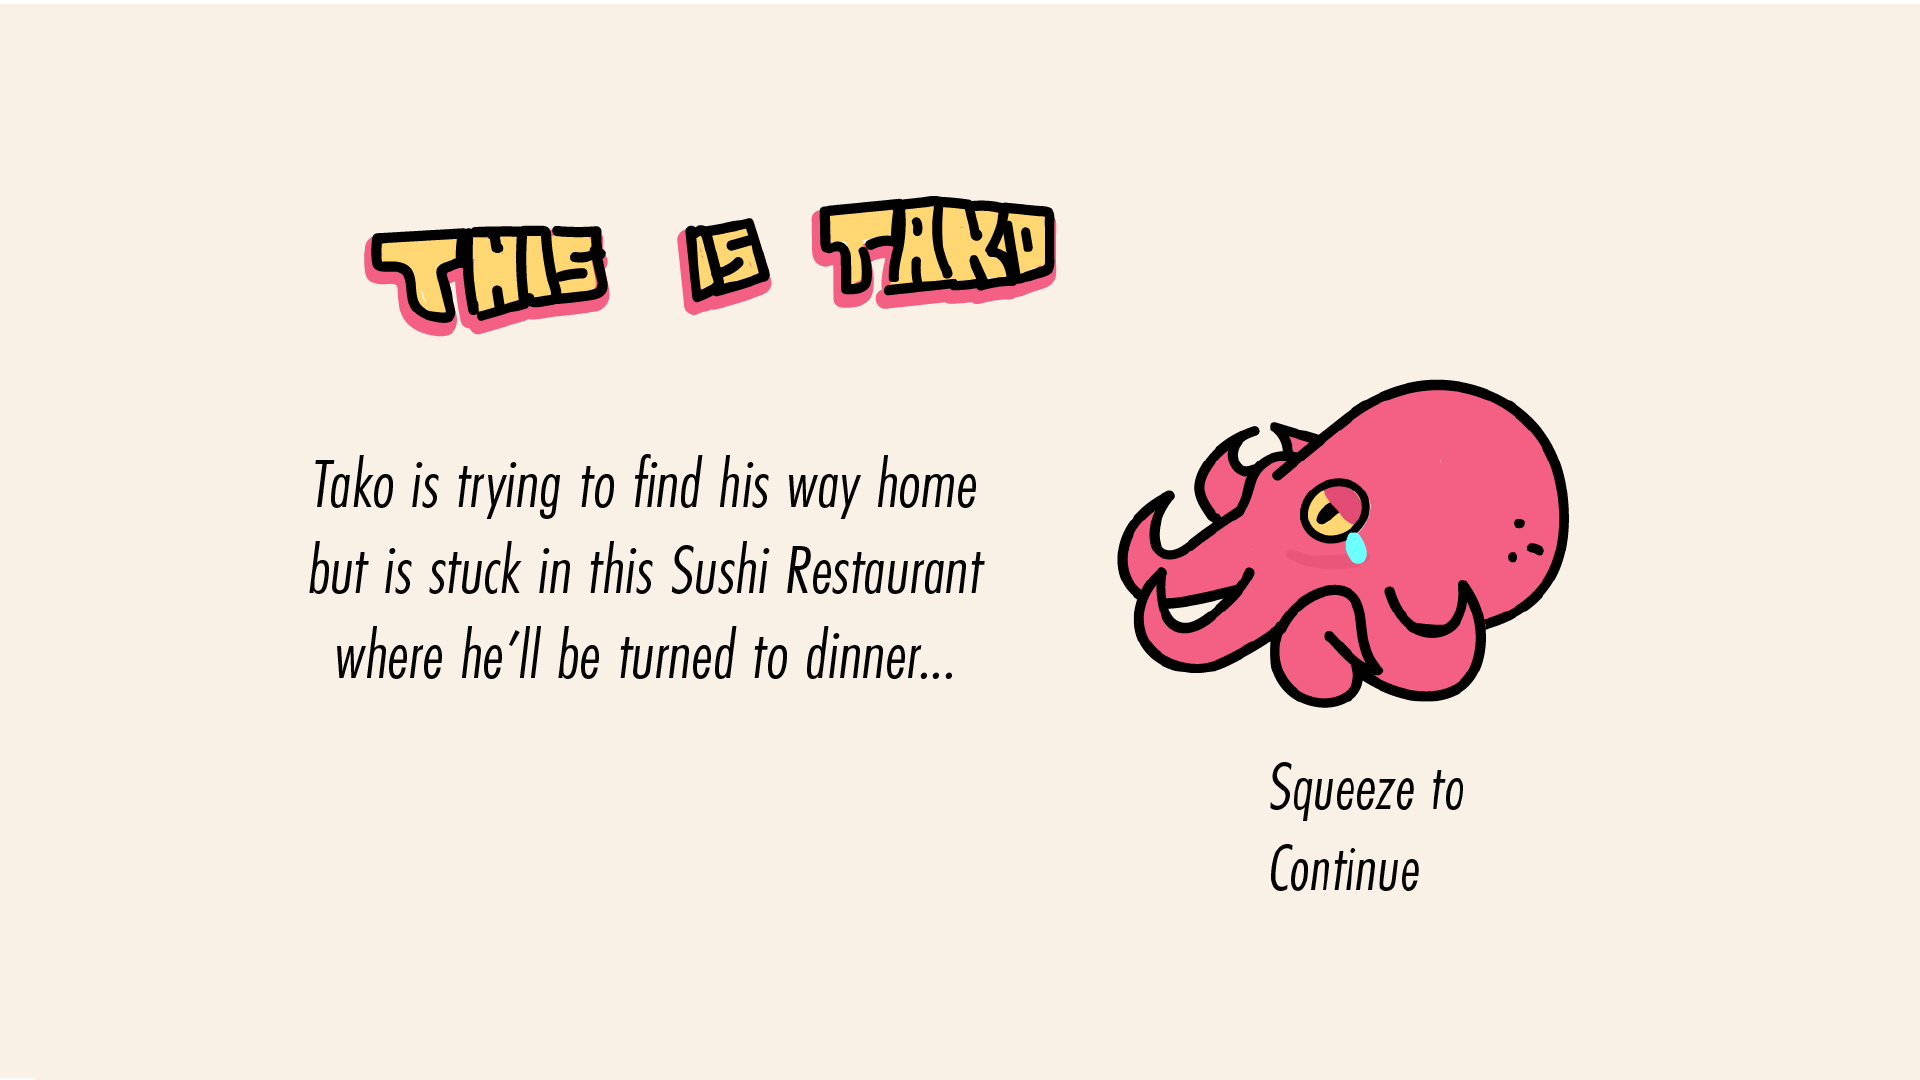 THIS IS TAKO
Tako is trying to find his way home
but is stuck in this Sushi Restaurant
where he'll be turned to dinner...
Squeeze to
Continue